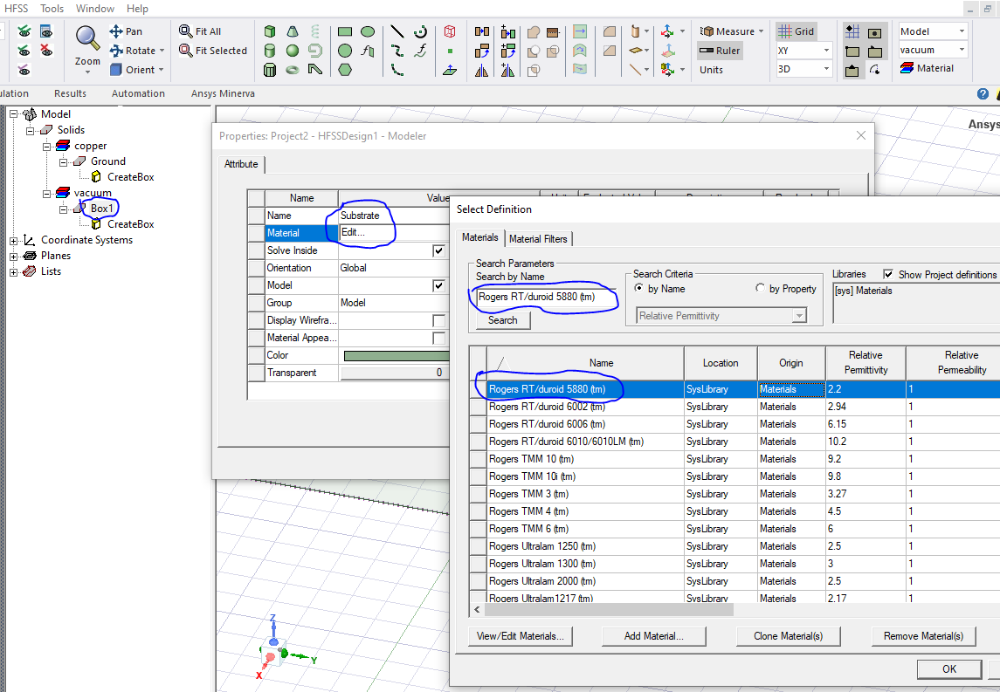 HFSS Tools Window Help
Zoom
Pan
Rotate
Orient
Fit All
Fit Selected
Measure
Ruler
Units
Grid
XY
3D
Model
vacuum
Material
ulation Results Automation Ansys Minerva
Model
Solids
copper
Ground
CreateBox
vacuum
Box1
CreateBox
Coordinate Systems
Planes
Lists
Ansys
Properties: Project2 - HFSSDesign1 - Modeler
Attribute
Name Value
Name Substrate
Material Edit...
Solve Inside
Orientation Global
Model
Group Model
Display Wirefra...
Material Appea...
Color
Transparent 0
Select Definition
Materials Material Filters
Search Parameters
Search by Name
Rogers RT/duroid 5880 (tm)
Search
Search Criteria
by Name by Property
Relative Permittivity
Libraries Show Project definitions
[sys] Materials
Name Location Origin Relative Permittivity Relative Permeability
Rogers RT/duroid 5880 (tm) SysLibrary Materials 2.2 1
Rogers RT/duroid 6002 (tm) SysLibrary Materials 2.94 1
Rogers RT/duroid 6006 (tm) SysLibrary Materials 6.15 1
Rogers RT/duroid 6010/6010LM (tm) SysLibrary Materials 10.2 1
Rogers TMM 10 (tm) SysLibrary Materials 9.2 1
Rogers TMM 10i (tm) SysLibrary Materials 9.8 1
Rogers TMM 3 (tm) SysLibrary Materials 3.27 1
Rogers TMM 4 (tm) SysLibrary Materials 4.5 1
Rogers TMM 6 (tm) SysLibrary Materials 6 1
Rogers Ultralam 1250 (tm) SysLibrary Materials 2.5 1
Rogers Ultralam 1300 (tm) SysLibrary Materials 3 1
Rogers Ultralam 2000 (tm) SysLibrary Materials 2.5 1
Rogers Ultralam1217 (tm) SysLibrary Materials 2.17 1
View/Edit Materials... Add Material... Clone Material(s) Remove Material(s)
OK
Z
Y
X